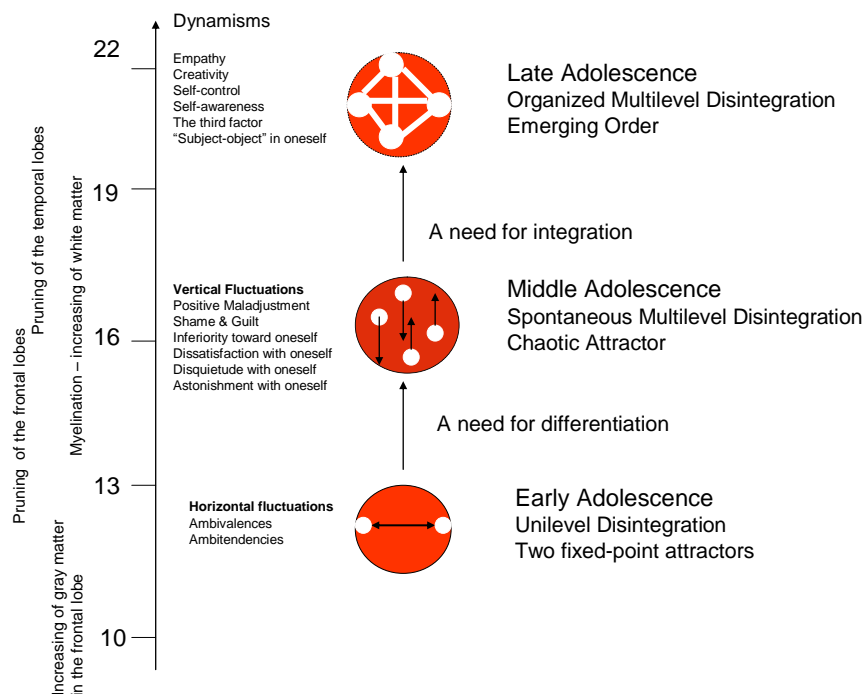 Dynamisms
22
Empathy
Creativity
Self-control
Self-awareness
The third factor
“Subject-object” in oneself
Late Adolescence
Organized Multilevel Disintegration
Emerging Order
19
A need for integration
Vertical Fluctuations
Positive Maladjustment
Shame & Guilt
Inferiority toward oneself
Dissatisfaction with oneself
Disquietude with oneself
Astonishment with oneself
16
Middle Adolescence
Spontaneous Multilevel Disintegration
Chaotic Attractor
A need for differentiation
13
Horizontal fluctuations
Ambivalences
Ambitendencies
Early Adolescence
Unilevel Disintegration
Two fixed-point attractors
10
Pruning of the frontal lobes
Pruning of the temporal lobes
Myelination – increasing of white matter
Increasing of gray matter
in the frontal lobe